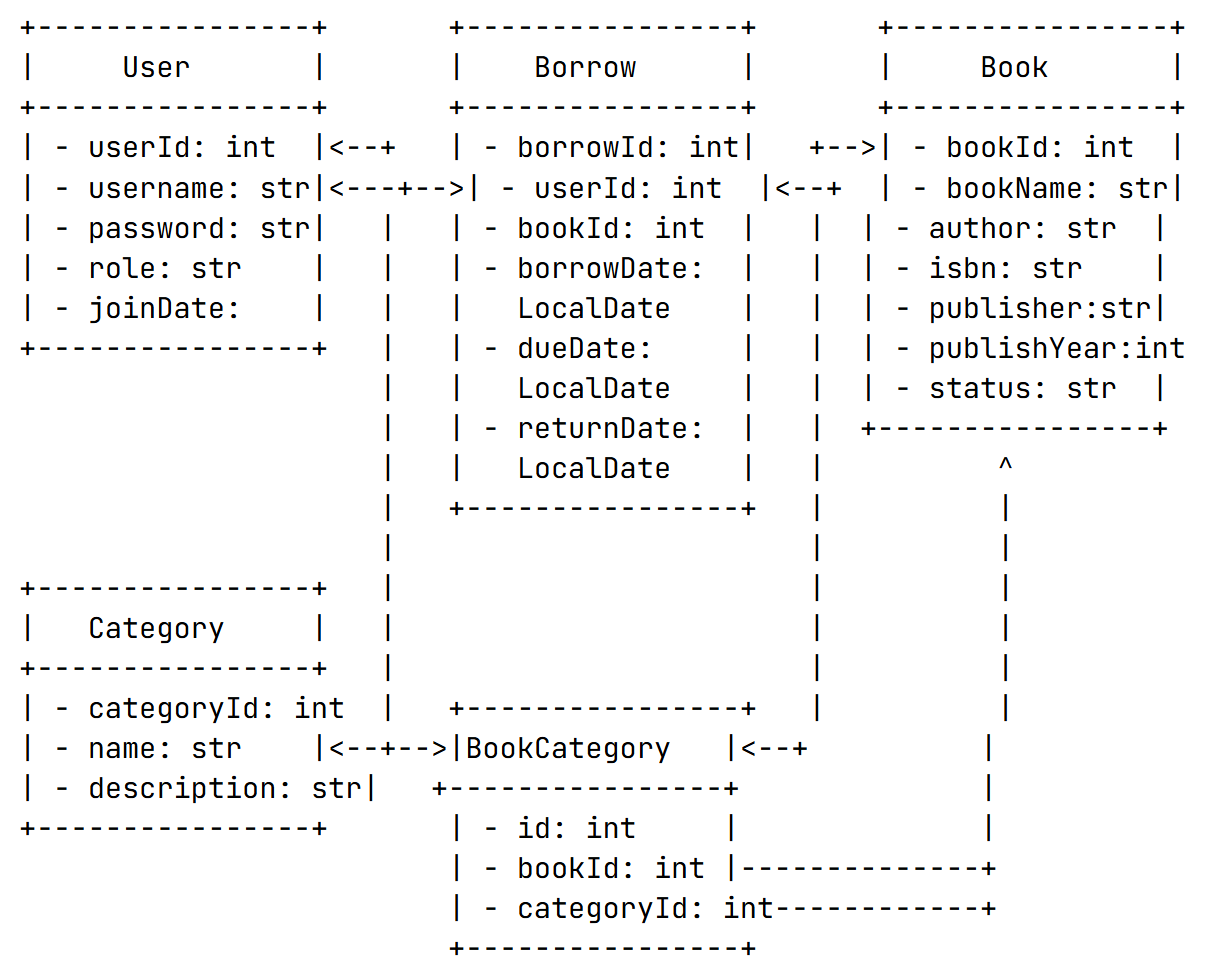 +----------------+       +----------------+       +----------------+
|     User       |       |    Borrow      |       |     Book       |
+----------------+       +----------------+       +----------------+
| - userId: int  |<--+   | - borrowId: int|   +-->| - bookId: int  |
| - username: str|<---+-->| - userId: int  |<--+  | - bookName: str|
| - password: str|   |   | - bookId: int  |   |  | - author: str  |
| - role: str    |   |   | - borrowDate:  |   |  | - isbn: str    |
| - joinDate:    |   |   |   LocalDate    |   |  | - publisher:str|
+----------------+   |   | - dueDate:     |   |  | - publishYear:int
                     |   |   LocalDate    |   |  | - status: str  |
                     |   | - returnDate:  |   |  +----------------+
                     |   |   LocalDate    |   |          ^
                     |   +----------------+   |          |
                     |                        |          |
+----------------+   |                        |          |
|   Category     |   |                        |          |
+----------------+   |                        |          |
| - categoryId: int  |   +----------------+   |          |
| - name: str    |<--+-->|BookCategory   |<--+          |
| - description: str|   +----------------+              |
+----------------+       | - id: int     |              |
                         | - bookId: int |--------------+
                         | - categoryId: int------------+
                         +----------------+